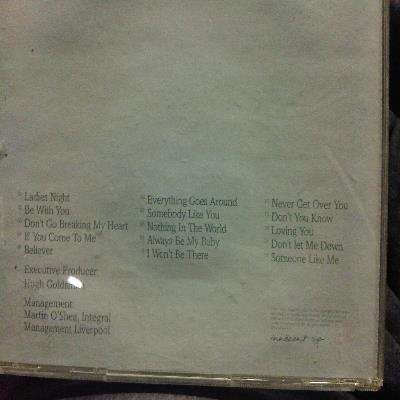 Ladies Night
Be With You
Don't Go Breaking My Heart
If You Come To Me
Believer
Executive Producer
Hugh Goldsmith
Management:
Martin O'Shea, Integral
Management Liverpool
Everything Goes Around
Somebody Like You
Nothing In The World
Always Be My Baby
I Won't Be There
Never Get Over You
Don't You Know
Loving You
Don't let Me Down
Someone Like Me
innocent